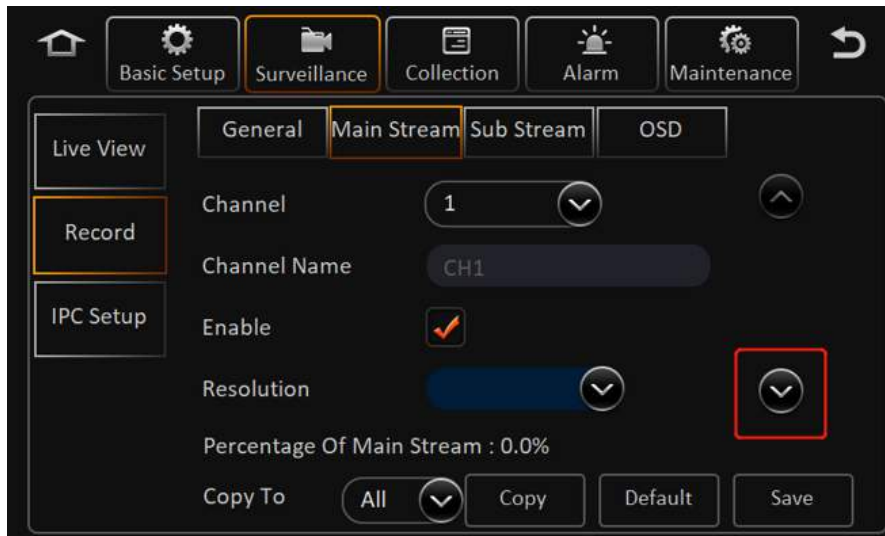 Basic Setup
Surveillance
Collection
Alarm
Maintenance
Live View
Record
IPC Setup
General
Main Stream
Sub Stream
OSD
Channel
1
Channel Name
CH1
Enable
Resolution
Percentage Of Main Stream : 0.0%
Copy To
All
Copy
Default
Save